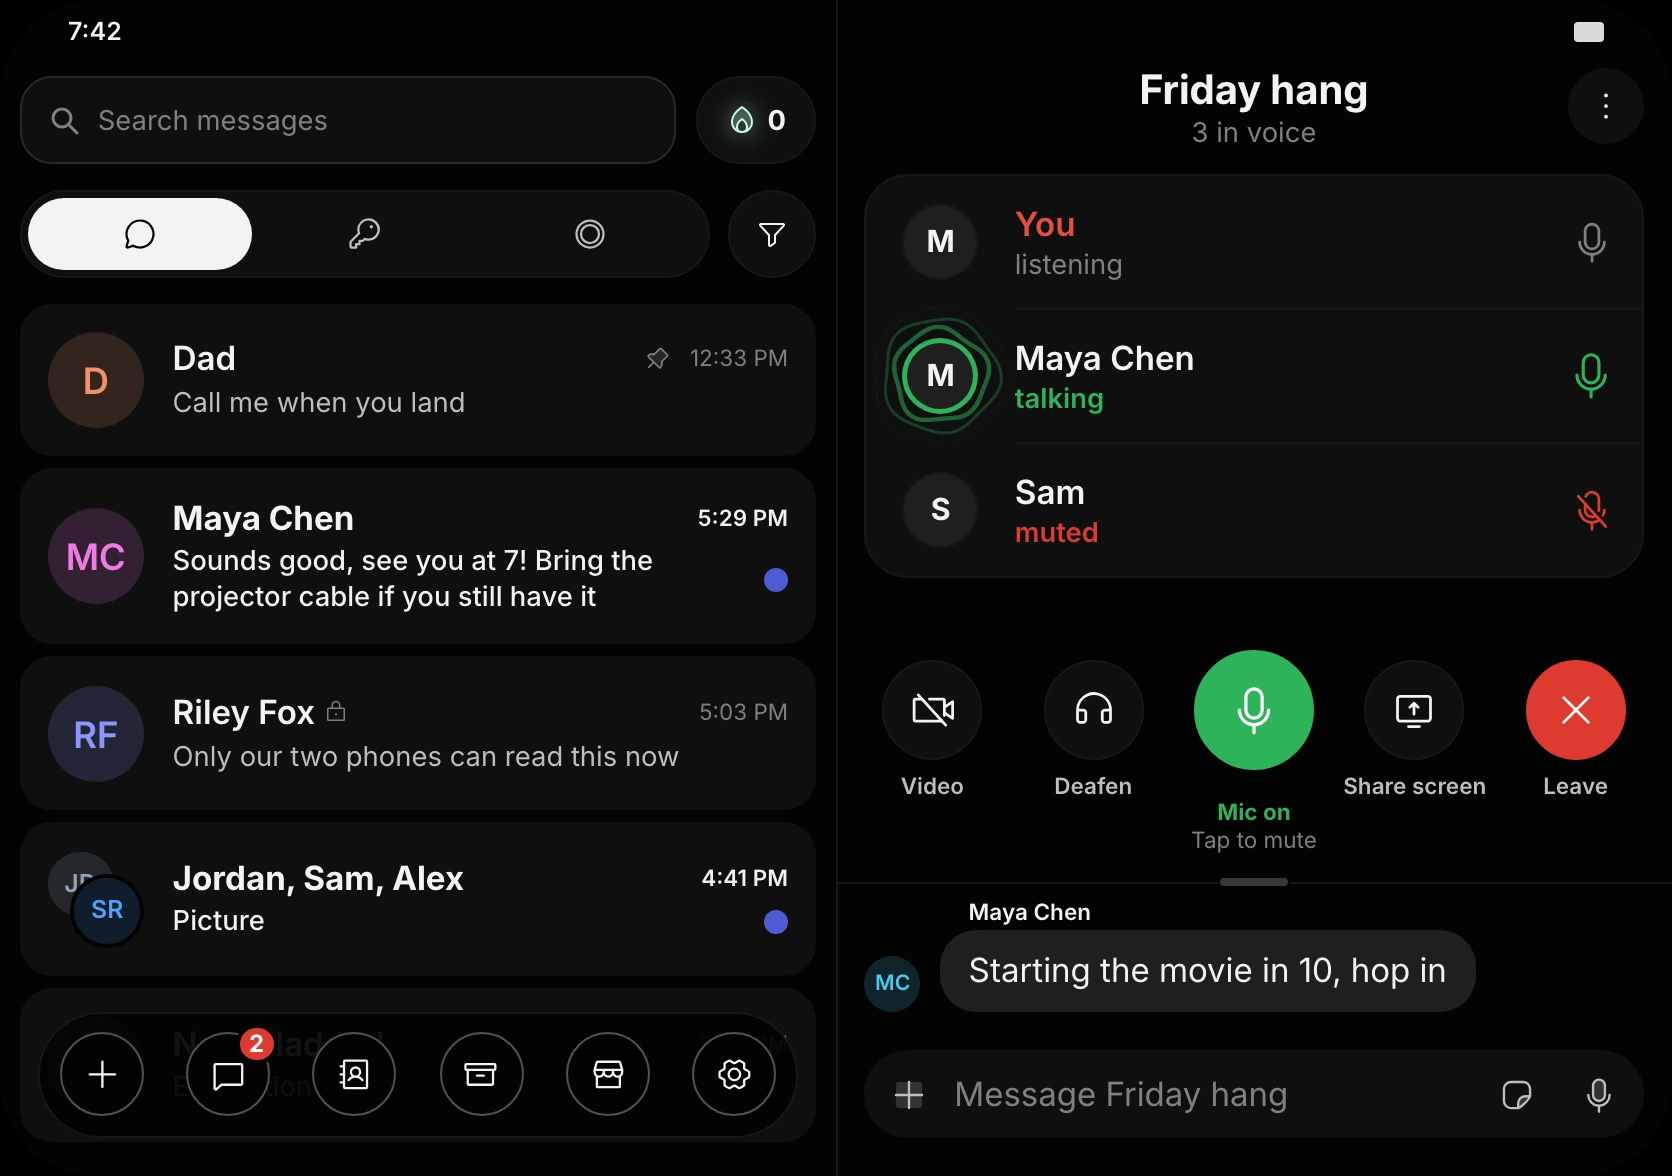 7:42
Search messages
0
D
Dad
12:33 PM
Call me when you land
MC
Maya Chen
5:29 PM
Sounds good, see you at 7! Bring the
projector cable if you still have it
RF
Riley Fox
5:03 PM
Only our two phones can read this now
SR
Jordan, Sam, Alex
4:41 PM
Picture
2
Friday hang
3 in voice
M
You
listening
M
Maya Chen
talking
S
Sam
muted
Video
Deafen
Mic on
Tap to mute
Share screen
Leave
Maya Chen
MC
Starting the movie in 10, hop in
Message Friday hang